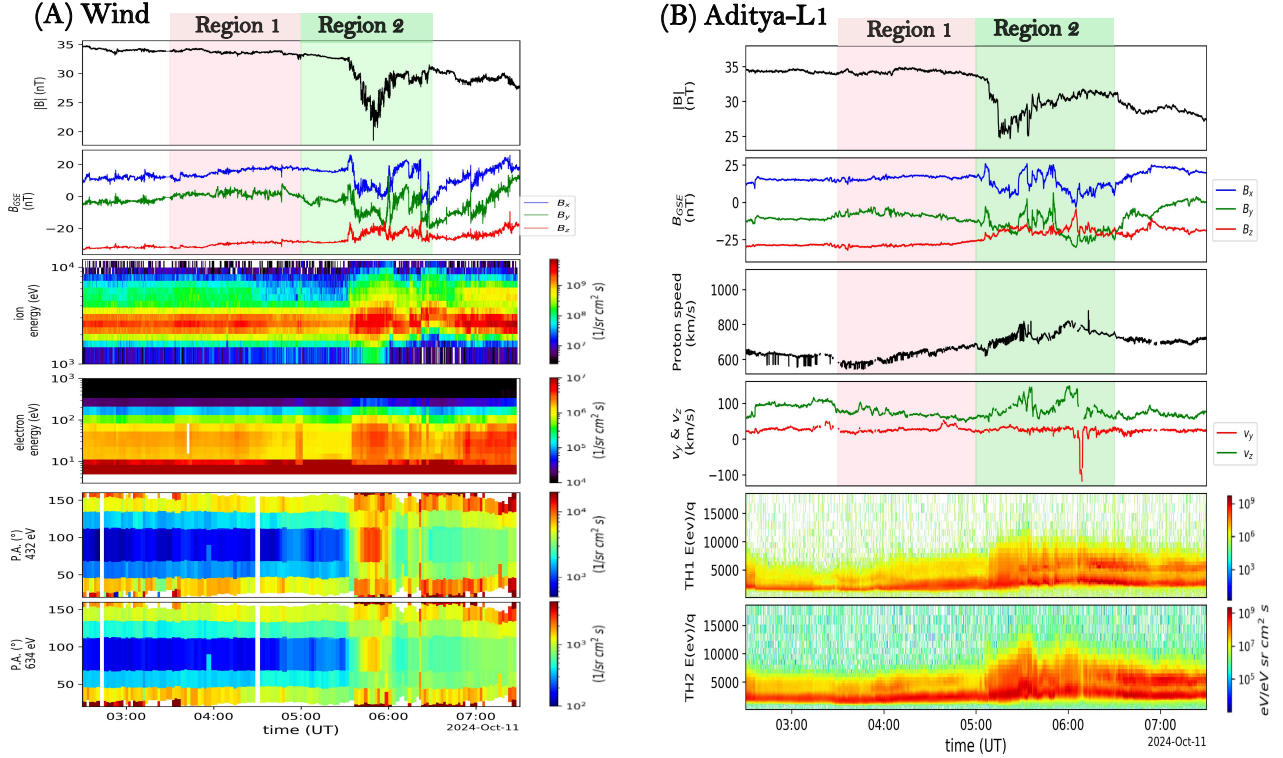 (A) Wind
Region 1
Region 2
35
30
25
20
|B| (nT)
20
0
−20
B_GSE
(nT)
B_x
B_y
B_z
10^4
10^3
ion
energy (eV)
10^9
10^8
10^7
(1/sr cm^2 s)
10^3
10^2
10^1
electron
energy (eV)
10^7
10^6
10^5
10^4
(1/sr cm^2 s)
150
100
50
P.A. (°)
432 eV
10^4
10^3
(1/sr cm^2 s)
150
100
50
P.A. (°)
634 eV
10^3
10^2
(1/sr cm^2 s)
03:00
04:00
05:00
06:00
07:00
time (UT)
2024-Oct-11
(B) Aditya-L1
Region 1
Region 2
35
30
25
|B|
(nT)
25
0
−25
B_GSE
(nT)
B_x
B_y
B_z
1000
800
600
Proton speed
(km/s)
100
0
−100
v_y & v_z
(km/s)
v_y
v_z
15000
10000
5000
TH1 E(ev)/q
10^9
10^6
10^3
15000
10000
5000
TH2 E(ev)/q
10^9
10^7
10^5
eV/eV sr cm^2 s
03:00
04:00
05:00
06:00
07:00
time (UT)
2024-Oct-11